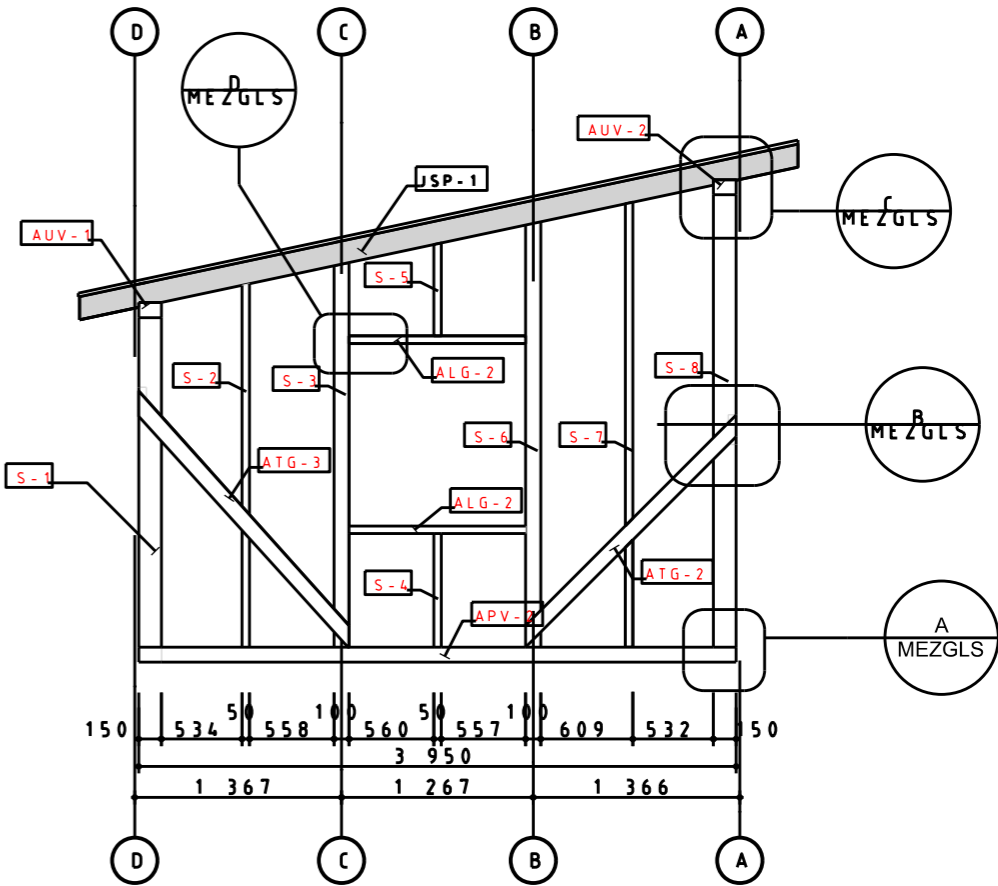 D
C
B
A
D
MEZGLS
AUV-2
JSP-1
C
MEZGLS
AUV-1
S-5
S-2
S-3
ALG-2
S-8
B
MEZGLS
S-6
S-7
ATG-3
S-1
ALG-2
S-4
ATG-2
APV-2
A
MEZGLS
50
100
50
100
150
534
558
560
557
609
532
150
3 950
1 367
1 267
1 366
D
C
B
A